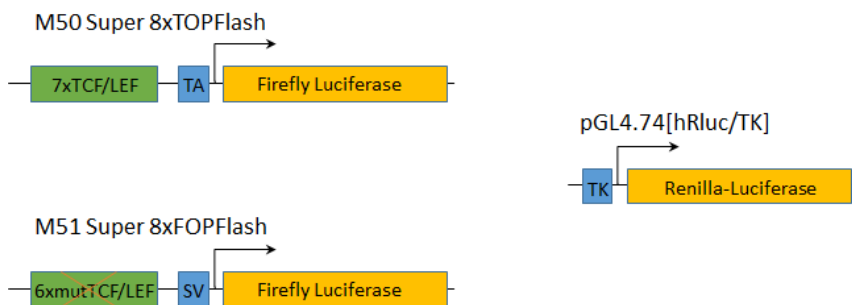 M50 Super 8xTOPFlash
7xTCF/LEF TA Firefly Luciferase
pGL4.74[hRluc/TK]
TK Renilla-Luciferase
M51 Super 8xFOPFlash
6xmutTCF/LEF SV Firefly Luciferase